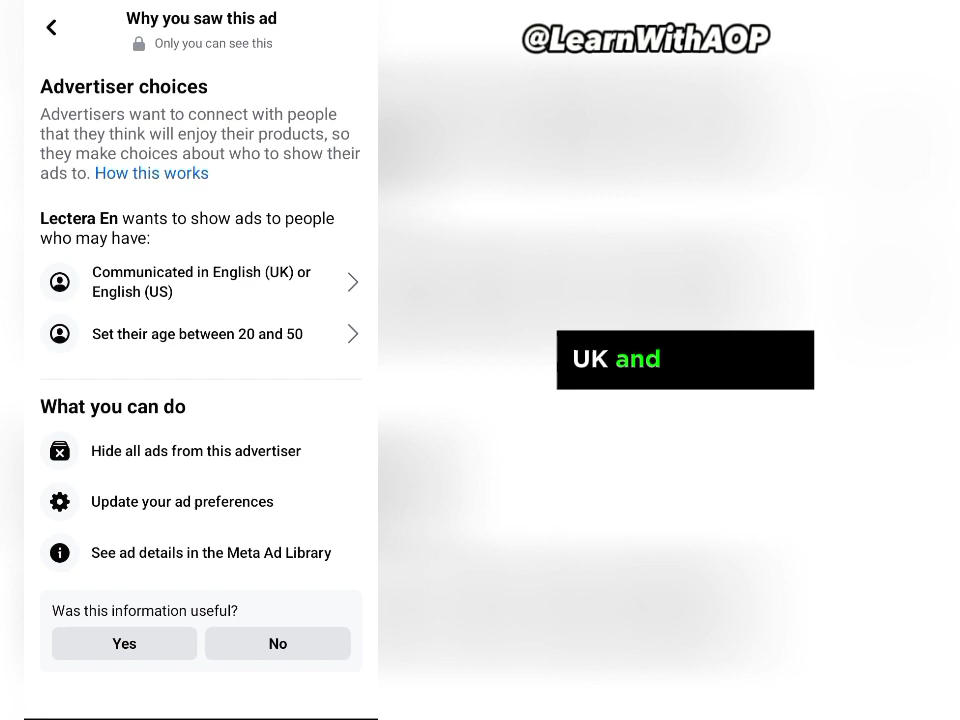 Why you saw this ad
Only you can see this
@LearnWithAOP
Advertiser choices
Advertisers want to connect with people
that they think will enjoy their products, so
they make choices about who to show their
ads to. How this works
Lectera En wants to show ads to people
who may have:
Communicated in English (UK) or
English (US)
Set their age between 20 and 50
UK and
What you can do
Hide all ads from this advertiser
Update your ad preferences
See ad details in the Meta Ad Library
Was this information useful?
Yes
No